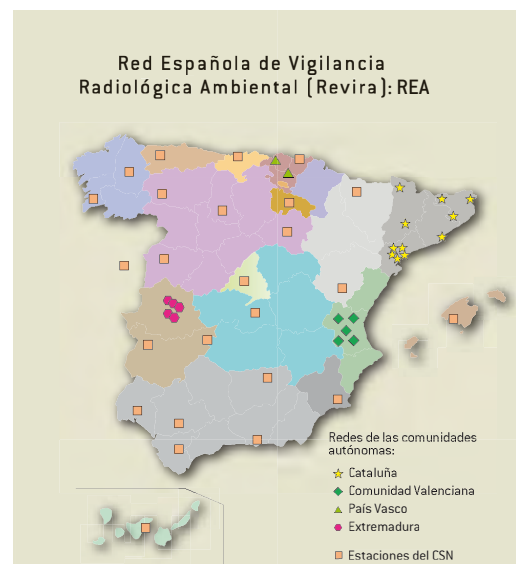 Red Española de Vigilancia
Radiológica Ambiental (Revira): REA
Redes de las comunidades
autónomas:
Cataluña
Comunidad Valenciana
País Vasco
Extremadura
Estaciones del CSN